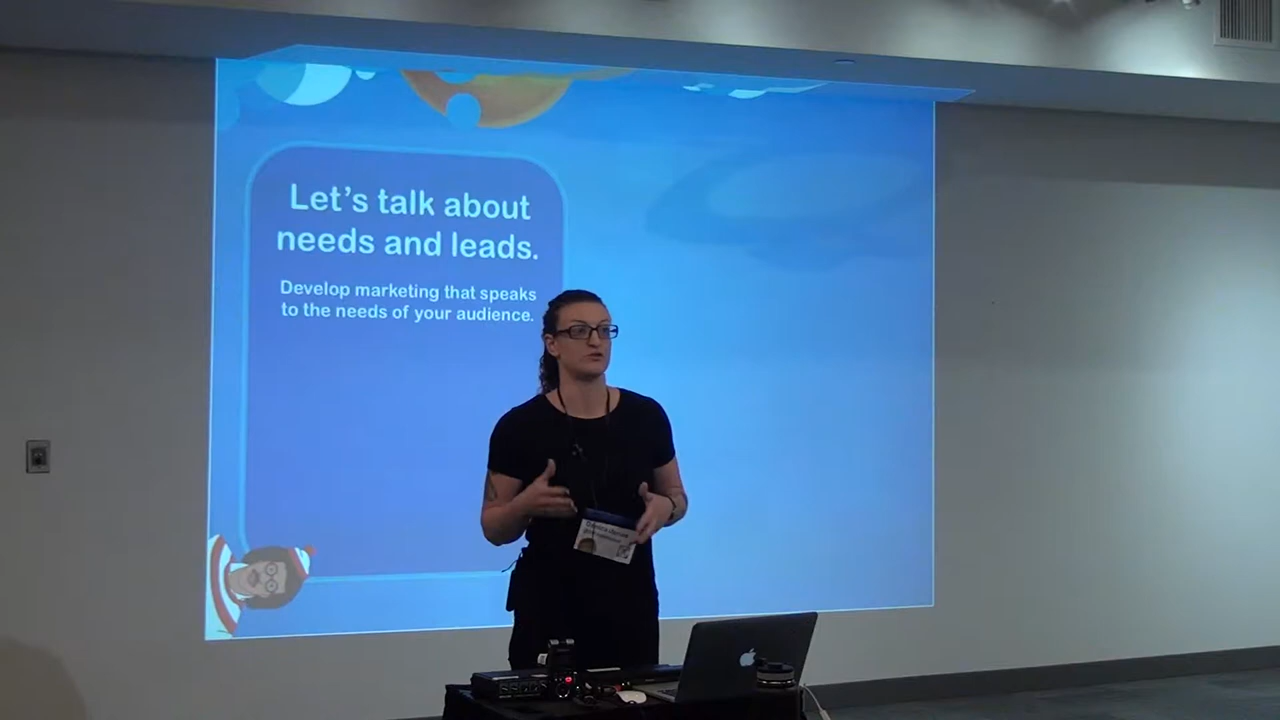 Let's talk about
needs and leads.
Develop marketing that speaks
to the needs of your audience.